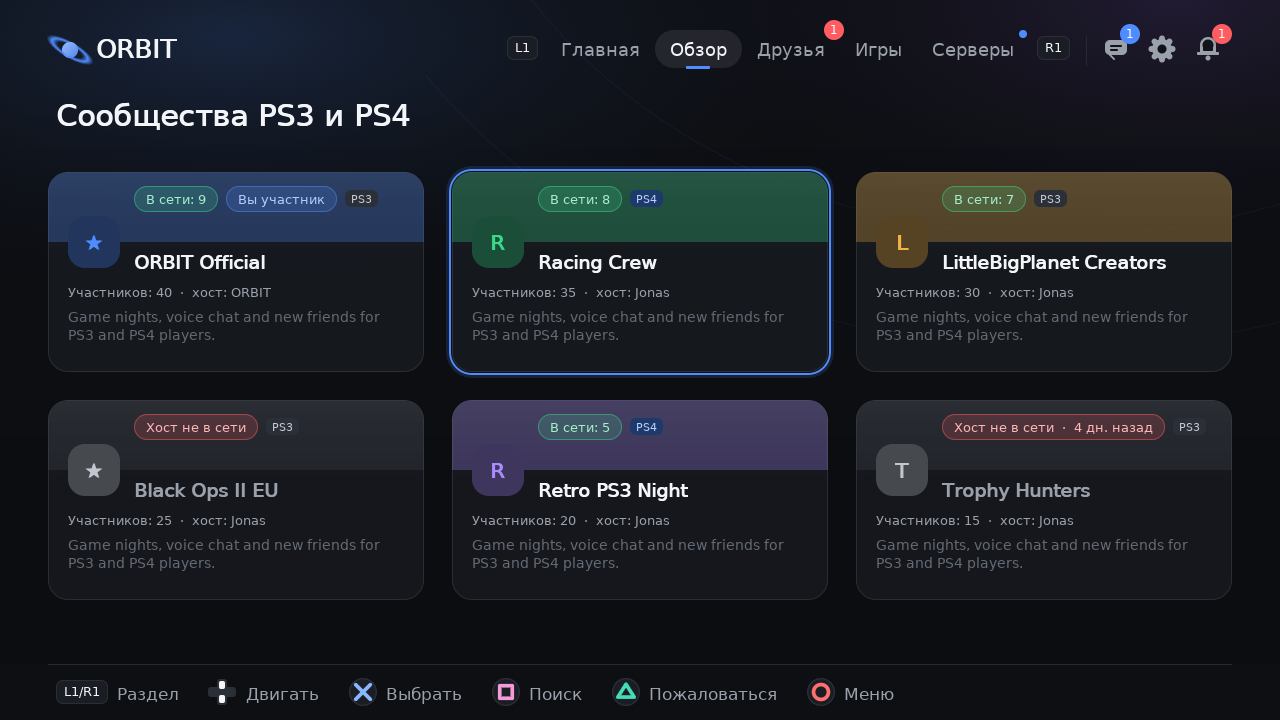 ORBIT
L1 Главная Обзор Друзья 1 Игры Серверы R1 1 1
Сообщества PS3 и PS4
В сети: 9 Вы участник PS3
★
ORBIT Official
Участников: 40 · хост: ORBIT
Game nights, voice chat and new friends for
PS3 and PS4 players.
В сети: 8 PS4
R
Racing Crew
Участников: 35 · хост: Jonas
Game nights, voice chat and new friends for
PS3 and PS4 players.
В сети: 7 PS3
L
LittleBigPlanet Creators
Участников: 30 · хост: Jonas
Game nights, voice chat and new friends for
PS3 and PS4 players.
Хост не в сети PS3
★
Black Ops II EU
Участников: 25 · хост: Jonas
Game nights, voice chat and new friends for
PS3 and PS4 players.
В сети: 5 PS4
R
Retro PS3 Night
Участников: 20 · хост: Jonas
Game nights, voice chat and new friends for
PS3 and PS4 players.
Хост не в сети · 4 дн. назад PS3
T
Trophy Hunters
Участников: 15 · хост: Jonas
Game nights, voice chat and new friends for
PS3 and PS4 players.
L1/R1 Раздел Двигать Выбрать Поиск Пожаловаться Меню